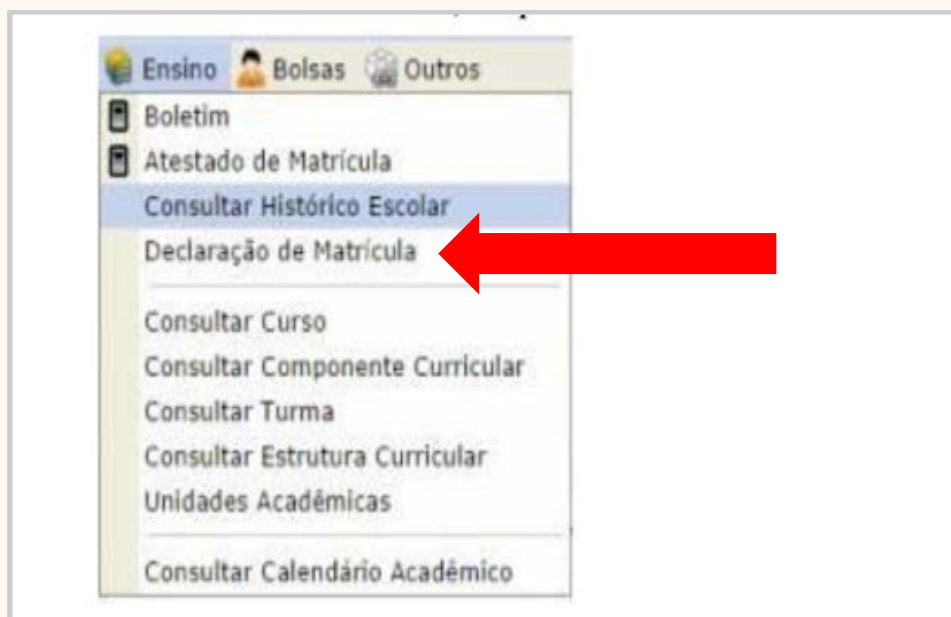 Ensino Bolsas Outros
Boletim
Atestado de Matrícula
Consultar Histórico Escolar
Declaração de Matrícula
Consultar Curso
Consultar Componente Curricular
Consultar Turma
Consultar Estrutura Curricular
Unidades Acadêmicas
Consultar Calendário Acadêmico